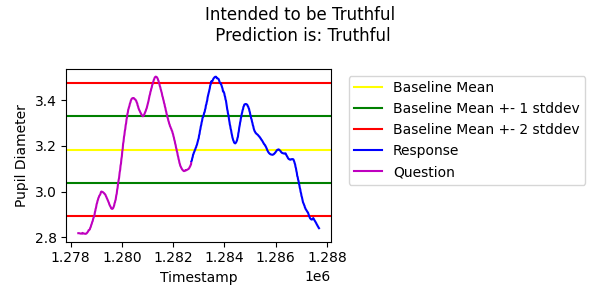 Intended to be Truthful
Prediction is: Truthful
Pupil Diameter
3.4
3.2
3.0
2.8
1.278 1.280 1.282 1.284 1.286 1.288
Timestamp
1e6
Baseline Mean
Baseline Mean +- 1 stddev
Baseline Mean +- 2 stddev
Response
Question